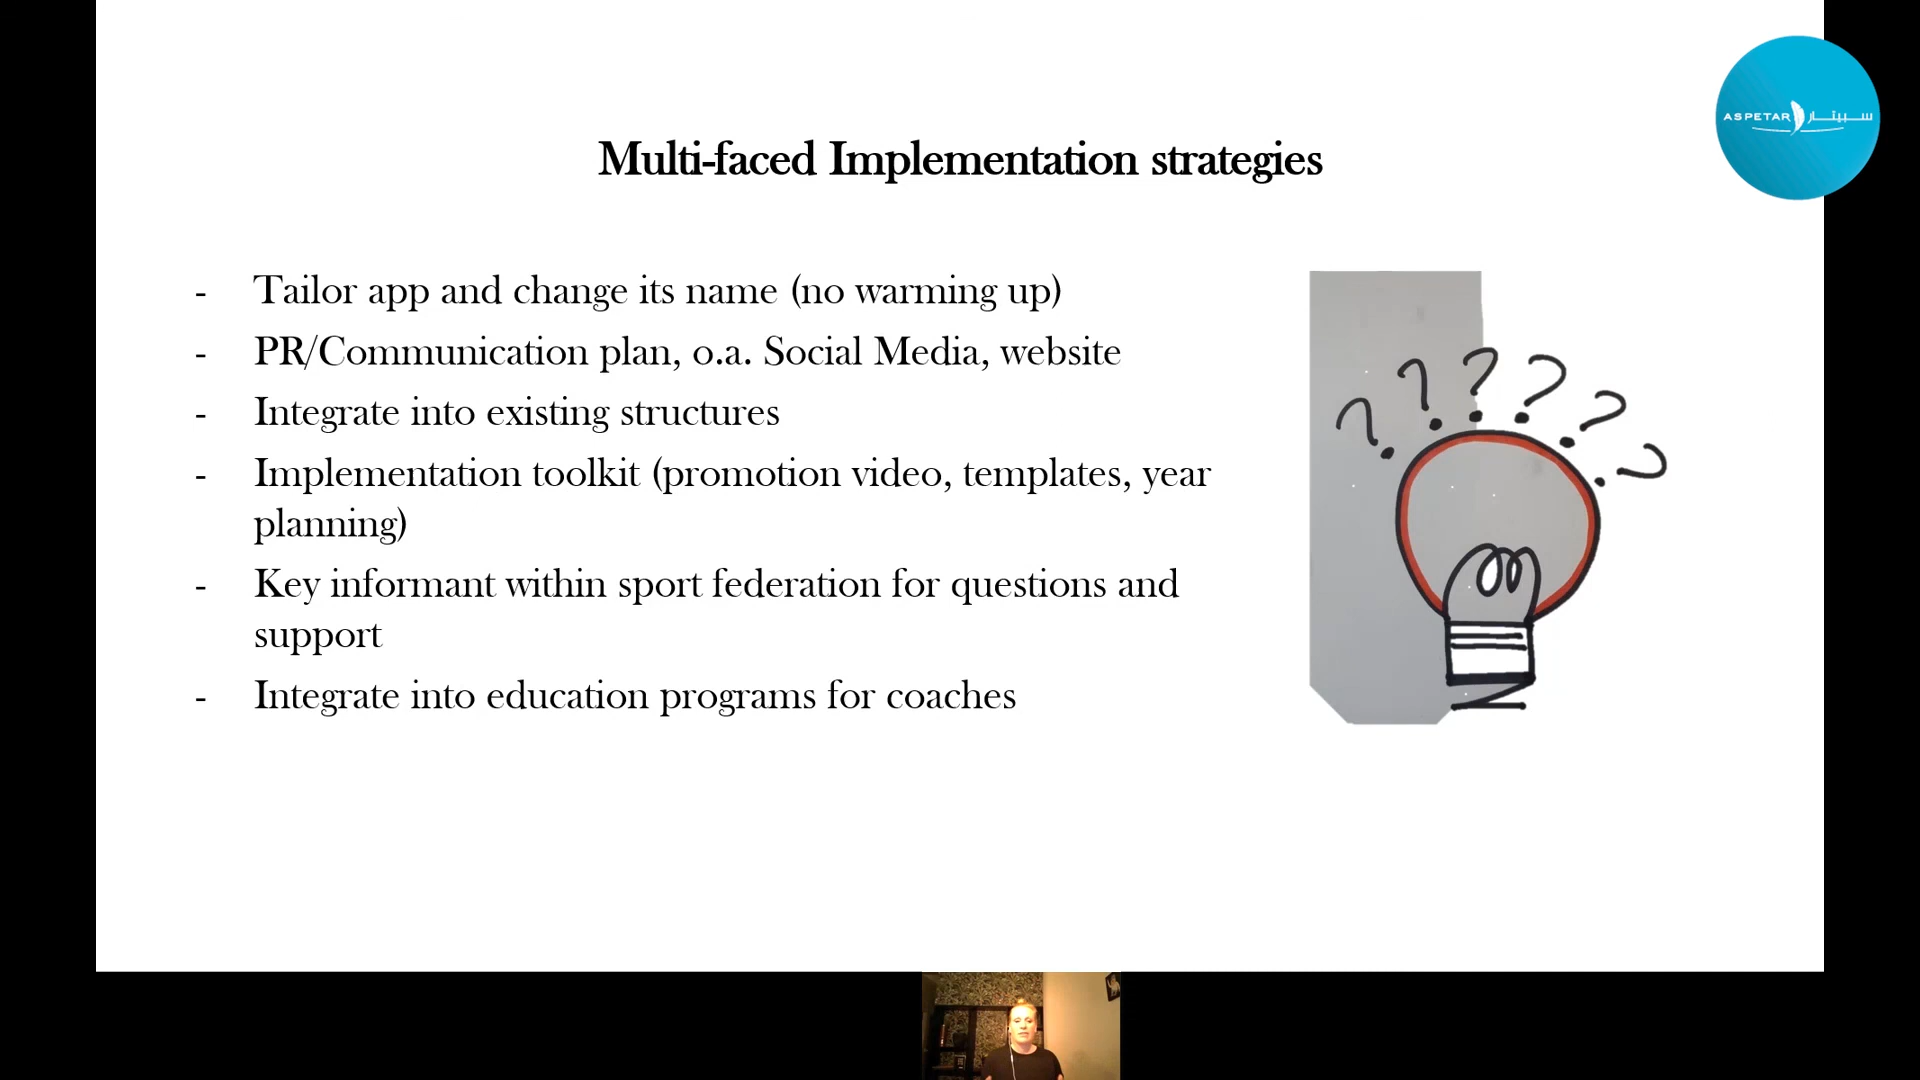 ASPETAR سبيتار
Multi-faced Implementation strategies
- Tailor app and change its name (no warming up)
- PR/Communication plan, o.a. Social Media, website
- Integrate into existing structures
- Implementation toolkit (promotion video, templates, year
planning)
- Key informant within sport federation for questions and
support
- Integrate into education programs for coaches
? ? ? ? ? ?